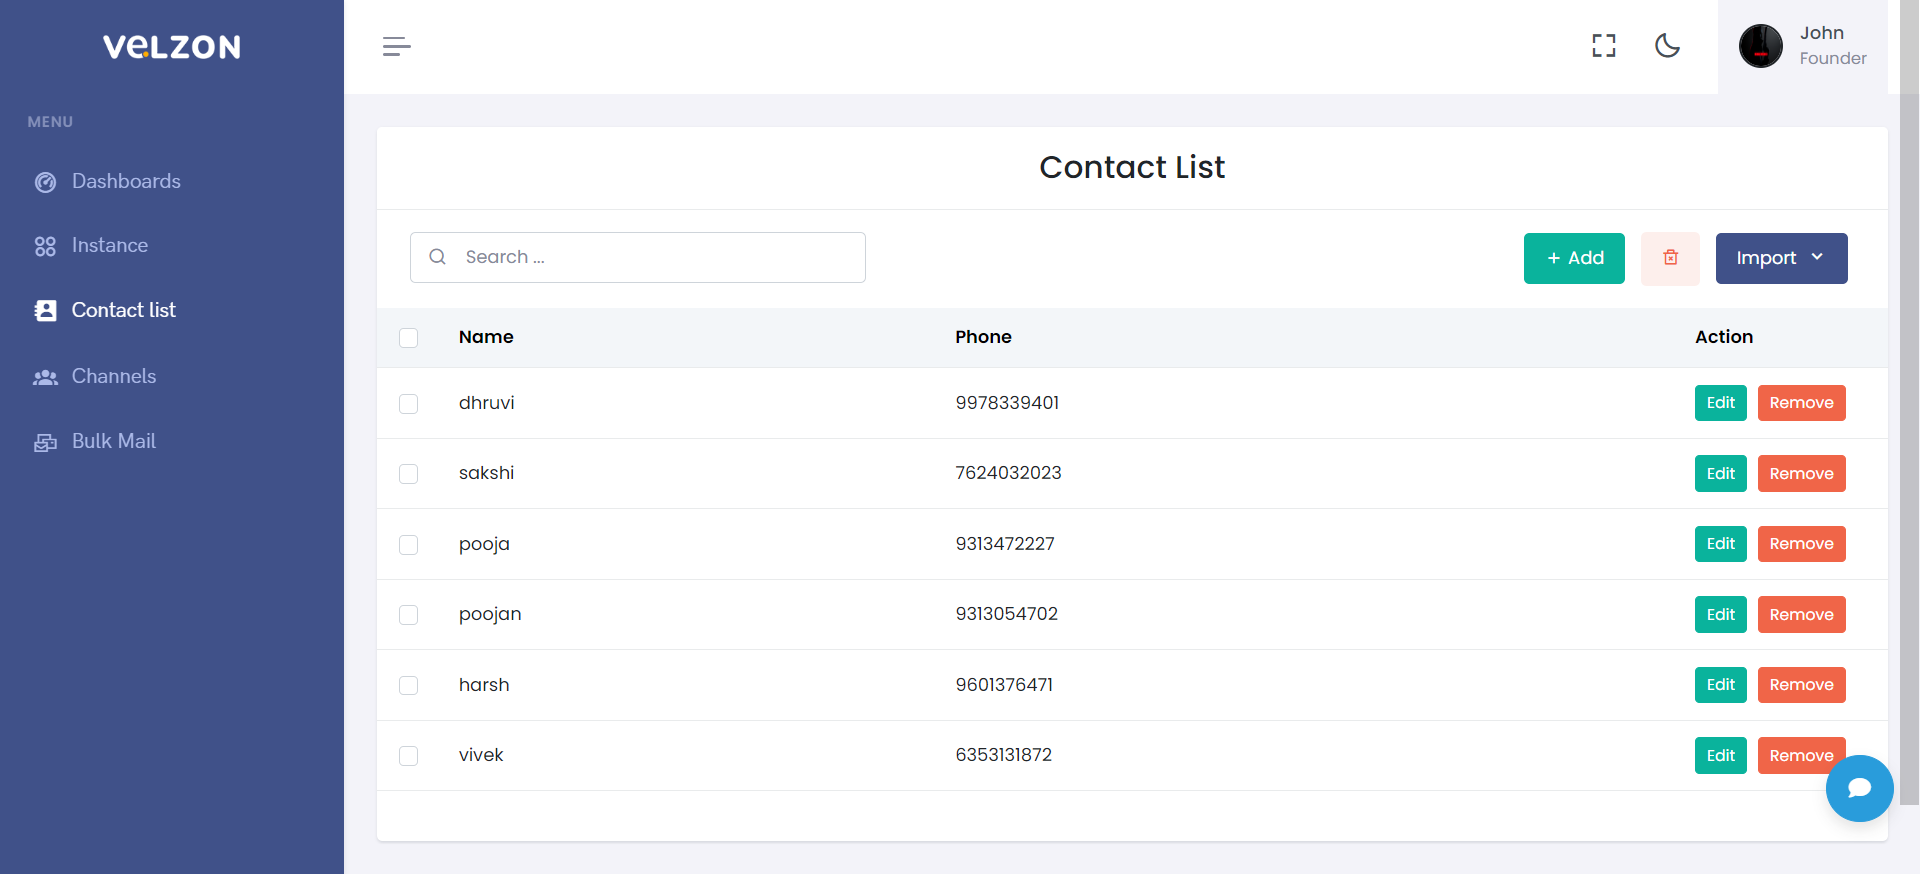 VELZON
MENU
Dashboards
Instance
Contact list
Channels
Bulk Mail
John
Founder
Contact List
Search ...
+ Add
Import
Name Phone Action
dhruvi 9978339401 Edit Remove
sakshi 7624032023 Edit Remove
pooja 9313472227 Edit Remove
poojan 9313054702 Edit Remove
harsh 9601376471 Edit Remove
vivek 6353131872 Edit Remove